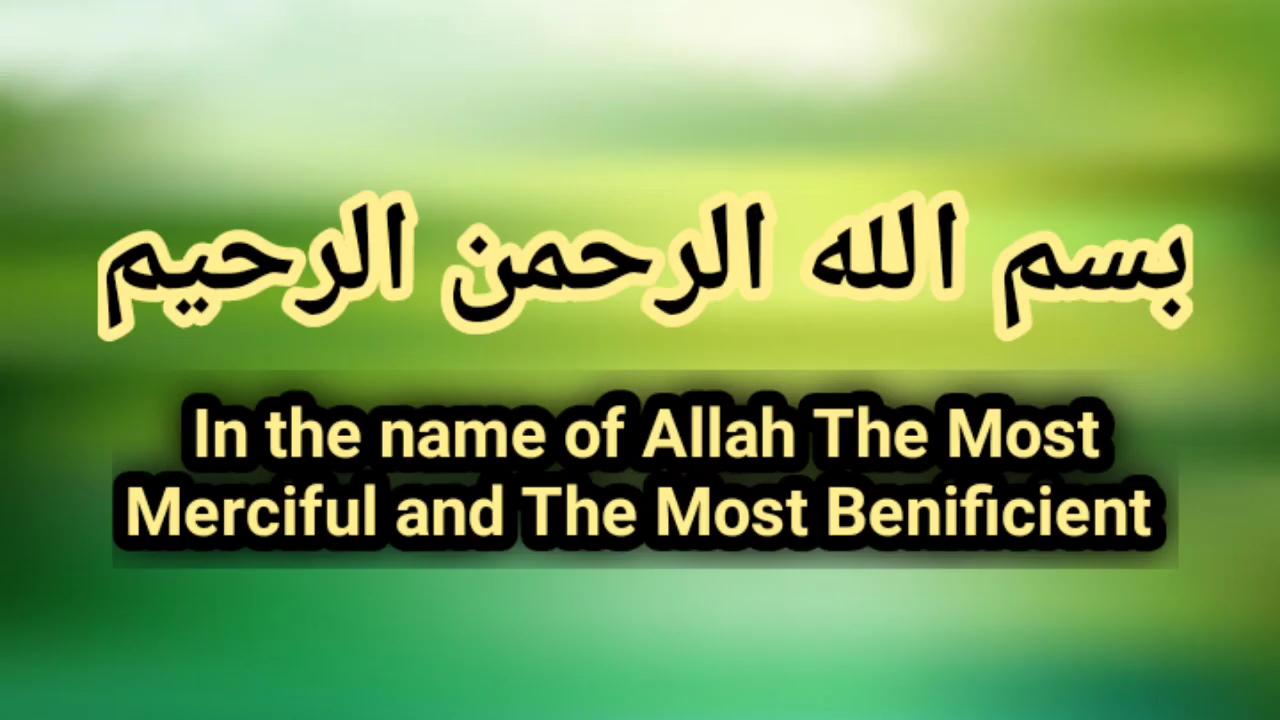 بسم الله الرحمن الرحيم
In the name of Allah The Most
Merciful and The Most Benificient